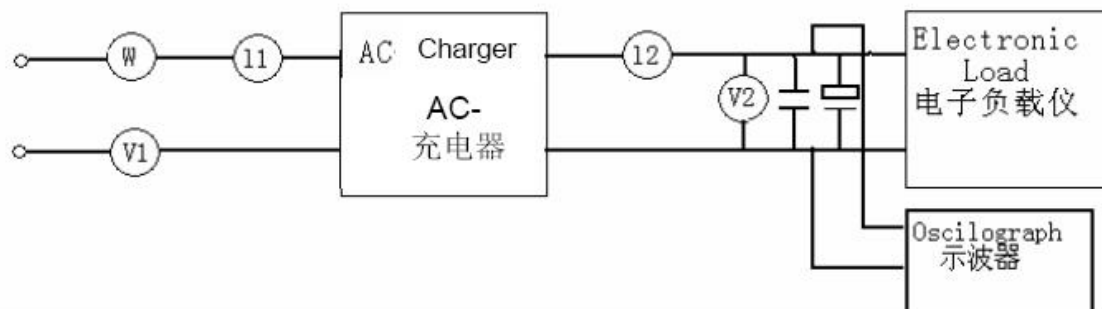 W
11
V1
AC Charger
AC-
充电器
12
V2
Electronic
Load
电子负载仪
Oscilograph
示波器